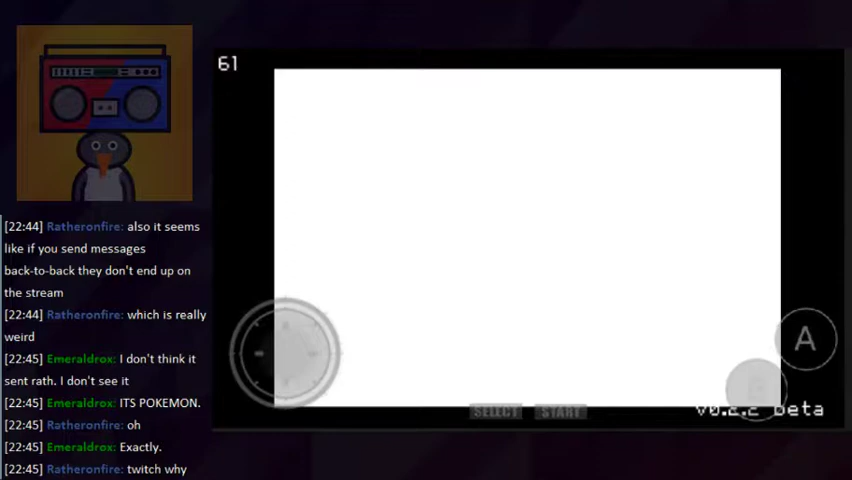 61
[22:44] Ratheronfire: also it seems
like if you send messages
back-to-back they don't end up on
the stream
[22:44] Ratheronfire: which is really
weird
[22:45] Emeraldrox: I don't think it
sent rath. I don't see it
[22:45] Emeraldrox: ITS POKEMON.
[22:45] Ratheronfire: oh
[22:45] Emeraldrox: Exactly.
[22:45] Ratheronfire: twitch why
A
B
SELECT START
v0.2.2 beta